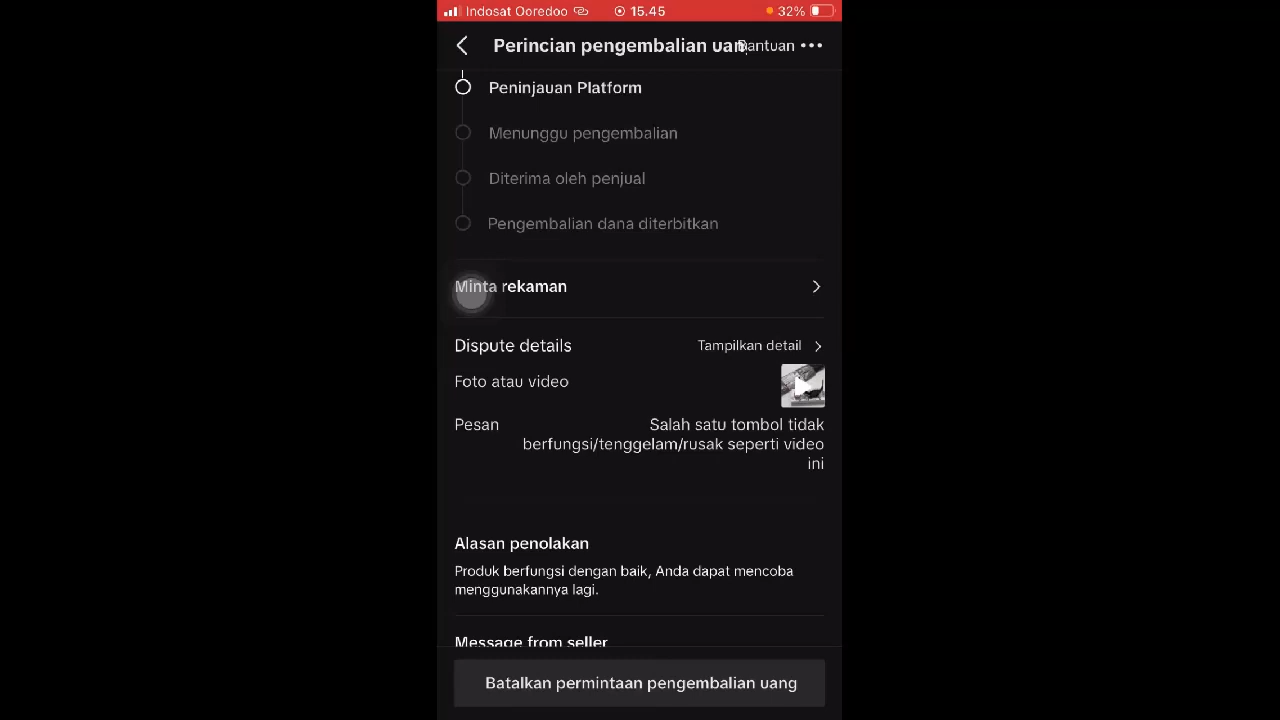 Indosat Ooredoo 15.45 32%
Perincian pengembalian uan Bantuan
Peninjauan Platform
Menunggu pengembalian
Diterima oleh penjual
Pengembalian dana diterbitkan
Minta rekaman
Dispute details Tampilkan detail
Foto atau video
Pesan Salah satu tombol tidak
berfungsi/tenggelam/rusak seperti video
ini
Alasan penolakan
Produk berfungsi dengan baik, Anda dapat mencoba
menggunakannya lagi.
Message from seller
Batalkan permintaan pengembalian uang